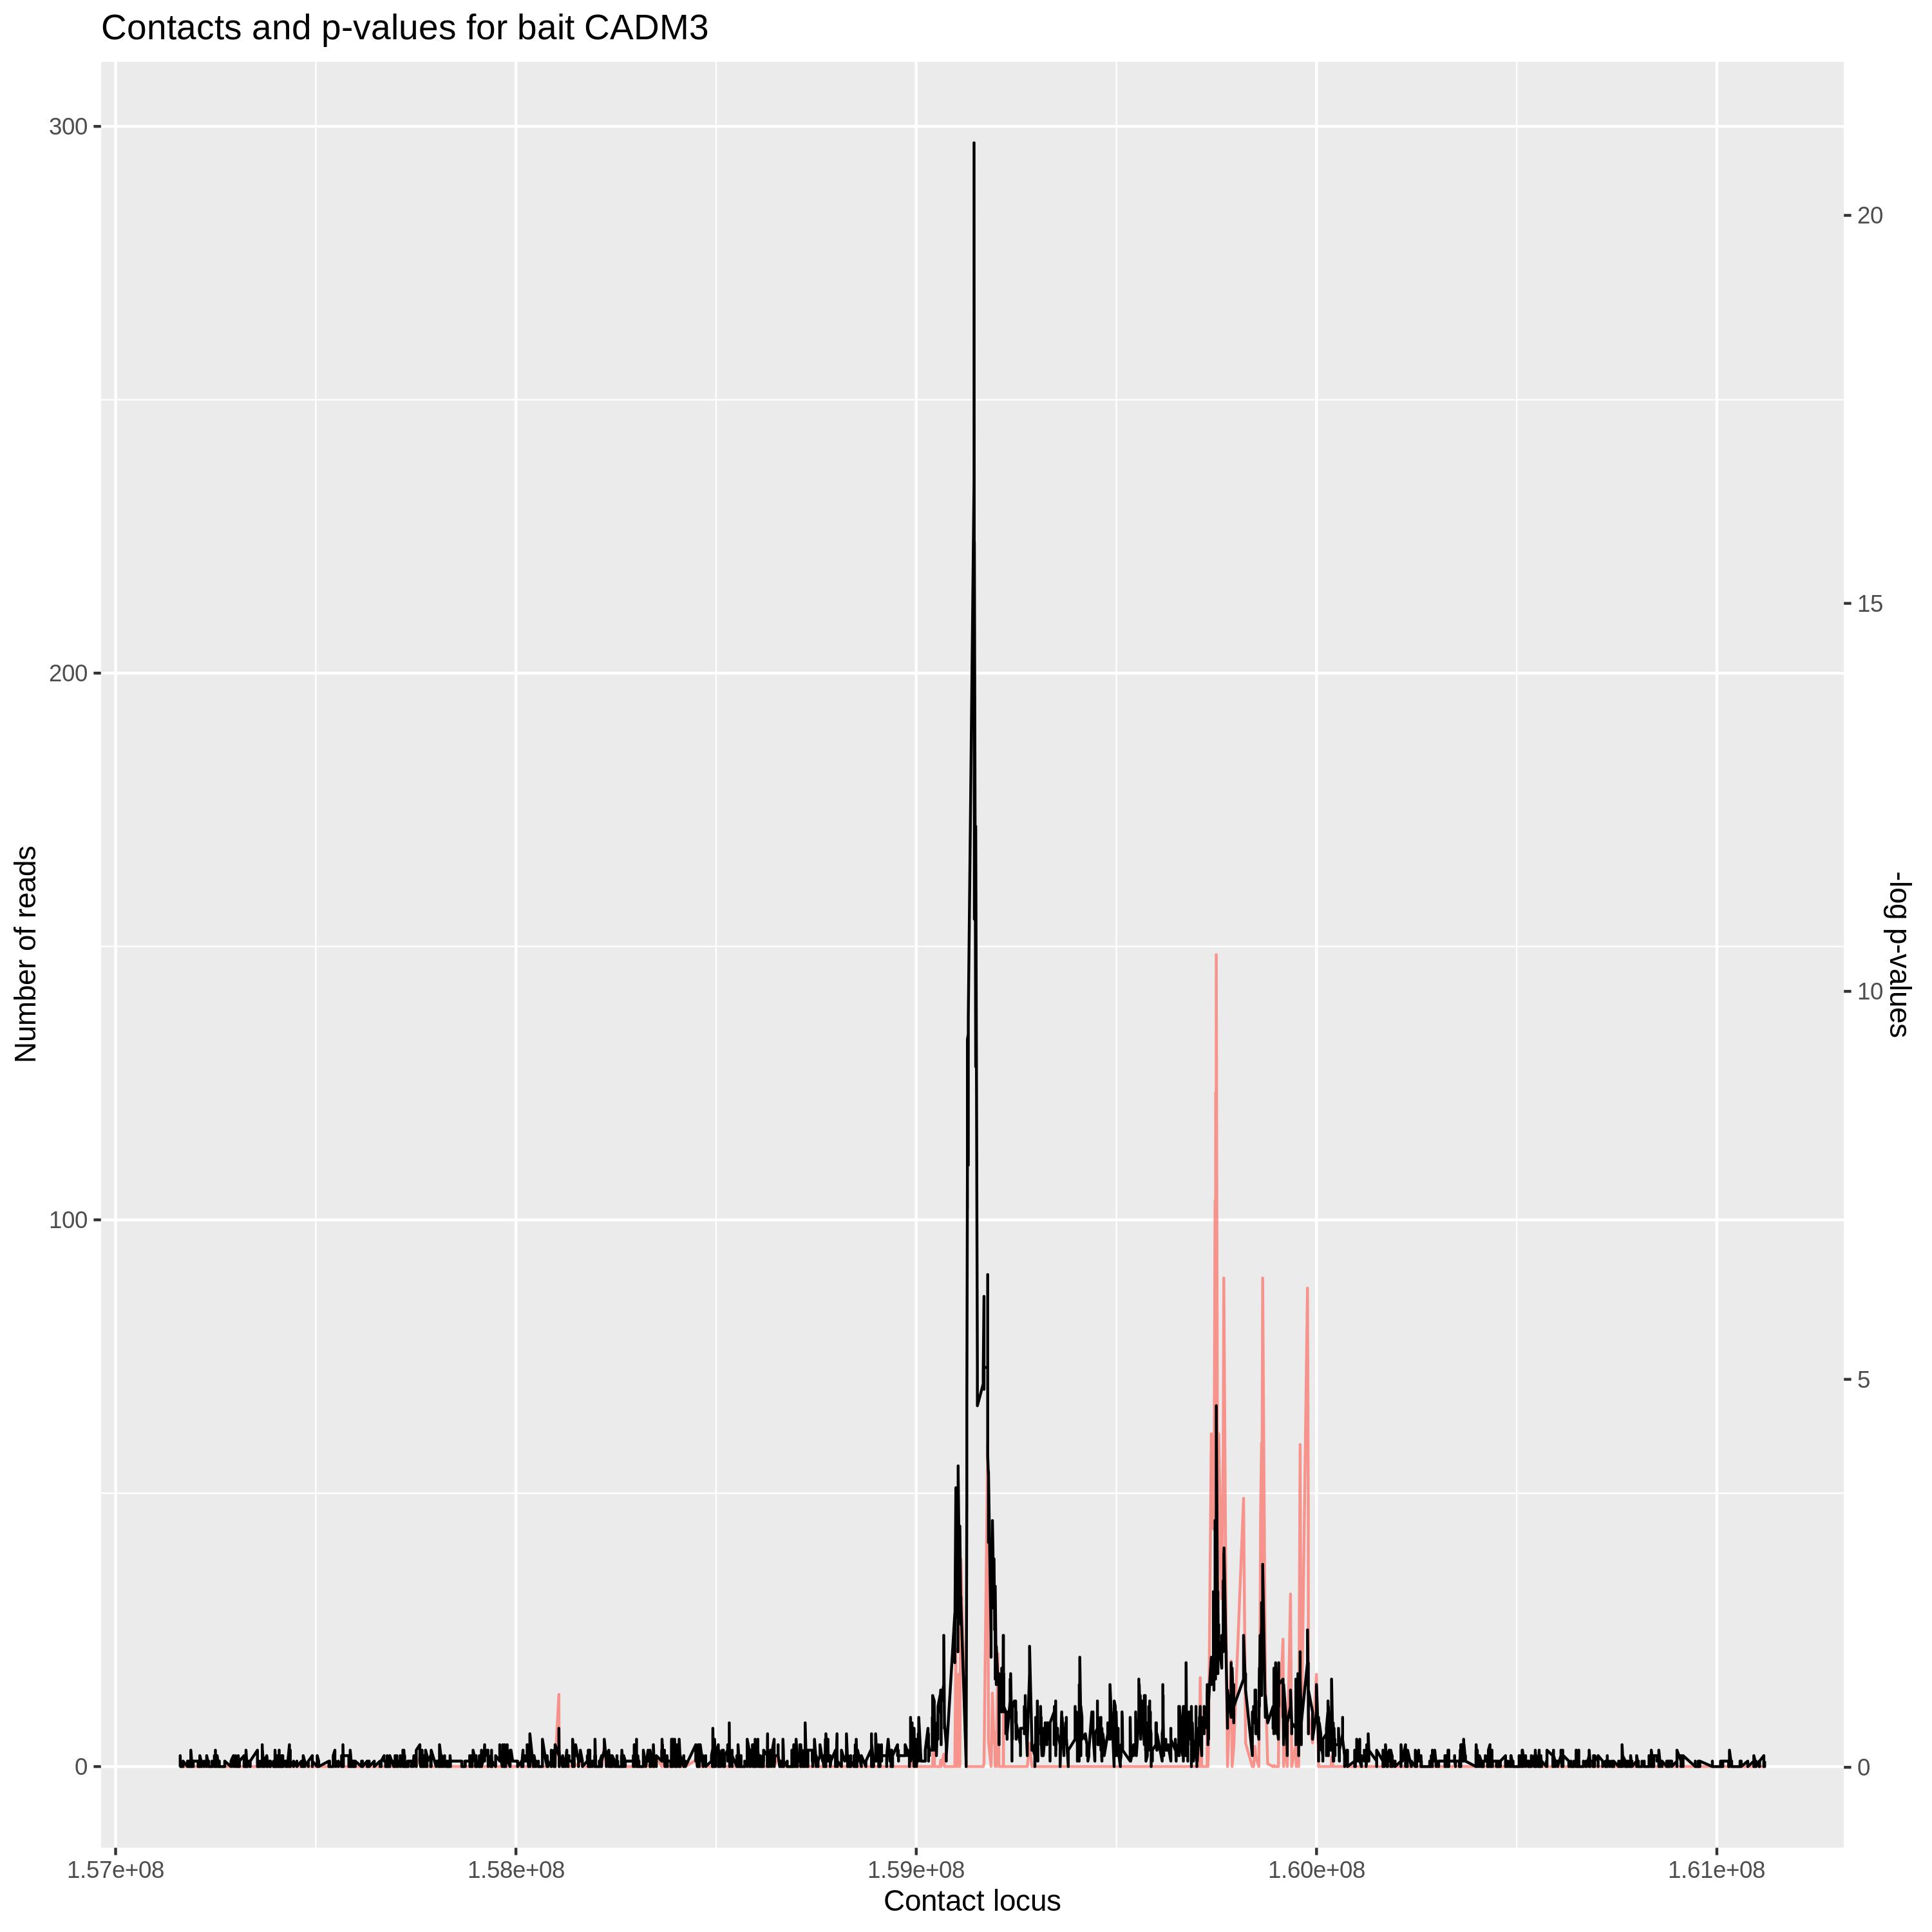 Contacts and p-values for bait CADM3
300
200
100
0
Number of reads
20
15
10
5
0
-log p-values
1.57e+08 1.58e+08 1.59e+08 1.60e+08 1.61e+08
Contact locus